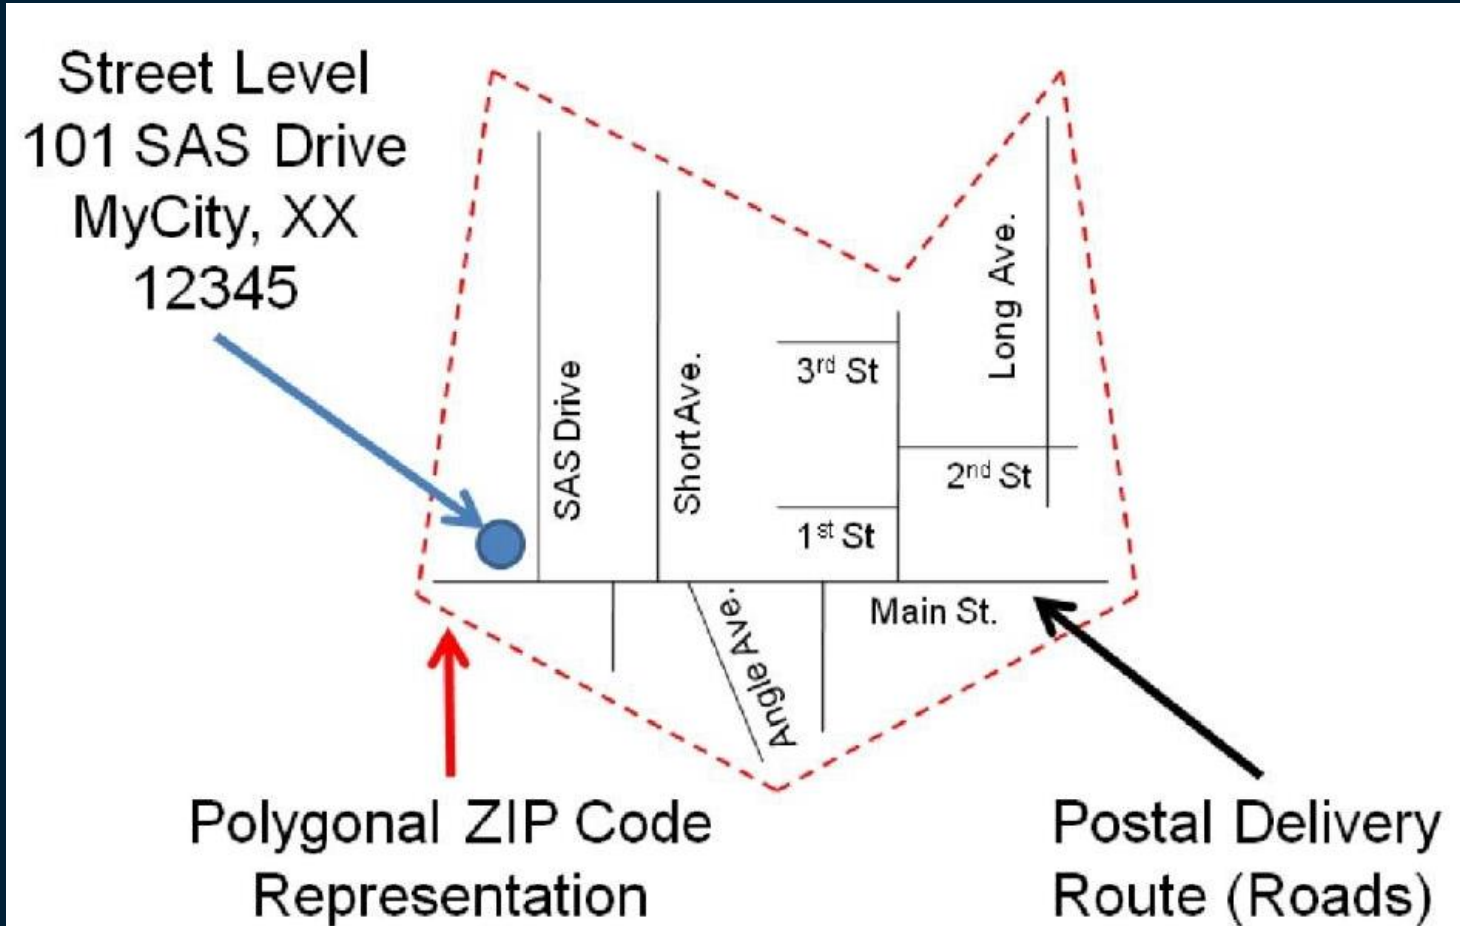 Street Level
101 SAS Drive
MyCity, XX
12345
SAS Drive
Short Ave.
3rd St
Long Ave.
2nd St
1st St
Main St.
Angle Ave.
Polygonal ZIP Code
Representation
Postal Delivery
Route (Roads)